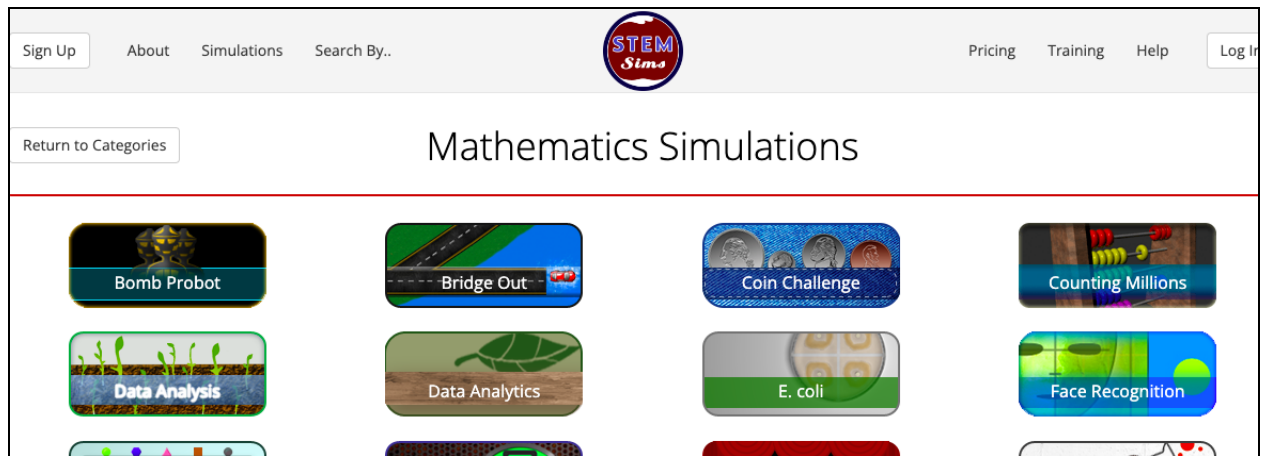 Sign Up About Simulations Search By.. STEM Sims Pricing Training Help Log In
Return to Categories Mathematics Simulations
Bomb Probot Bridge Out Coin Challenge Counting Millions
Data Analysis Data Analytics E. coli Face Recognition